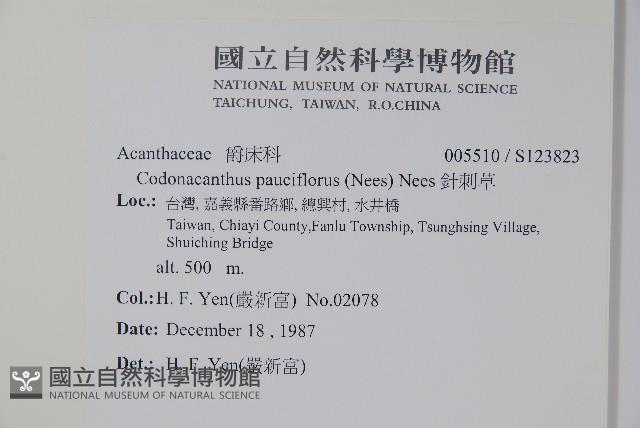 國立自然科學博物館
NATIONAL MUSEUM OF NATURAL SCIENCE
TAICHUNG, TAIWAN, R.O.CHINA
Acanthaceae 爵床科 005510 / S123823
Codonacanthus pauciflorus (Nees) Nees 針刺草
Loc.: 台灣, 嘉義縣番路鄉, 總興村, 水井橋
Taiwan, Chiayi County,Fanlu Township, Tsunghsing Village,
Shuiching Bridge
alt. 500 m.
Col.:H. F. Yen(嚴新富) No.02078
Date: December 18 , 1987
Det.: H. F. Yen(嚴新富)
國立自然科學博物館
NATIONAL MUSEUM OF NATURAL SCIENCE